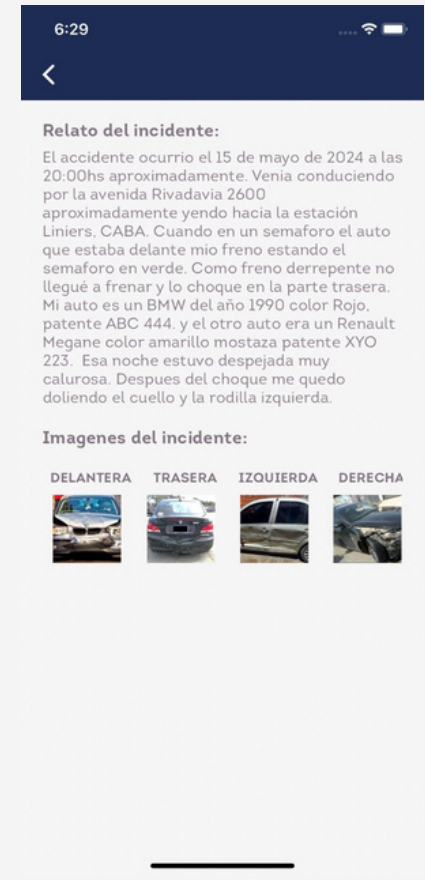 6:29
Relato del incidente:
El accidente ocurrio el 15 de mayo de 2024 a las
20:00hs aproximadamente. Venia conduciendo
por la avenida Rivadavia 2600
aproximadamente yendo hacia la estación
Liniers, CABA. Cuando en un semaforo el auto
que estaba delante mio freno estando el
semaforo en verde. Como freno derrepente no
llegué a frenar y lo choque en la parte trasera.
Mi auto es un BMW del año 1990 color Rojo,
patente ABC 444. y el otro auto era un Renault
Megane color amarillo mostaza patente XYO
223. Esa noche estuvo despejada muy
calurosa. Despues del choque me quedo
doliendo el cuello y la rodilla izquierda.
Imagenes del incidente:
DELANTERA TRASERA IZQUIERDA DERECHA